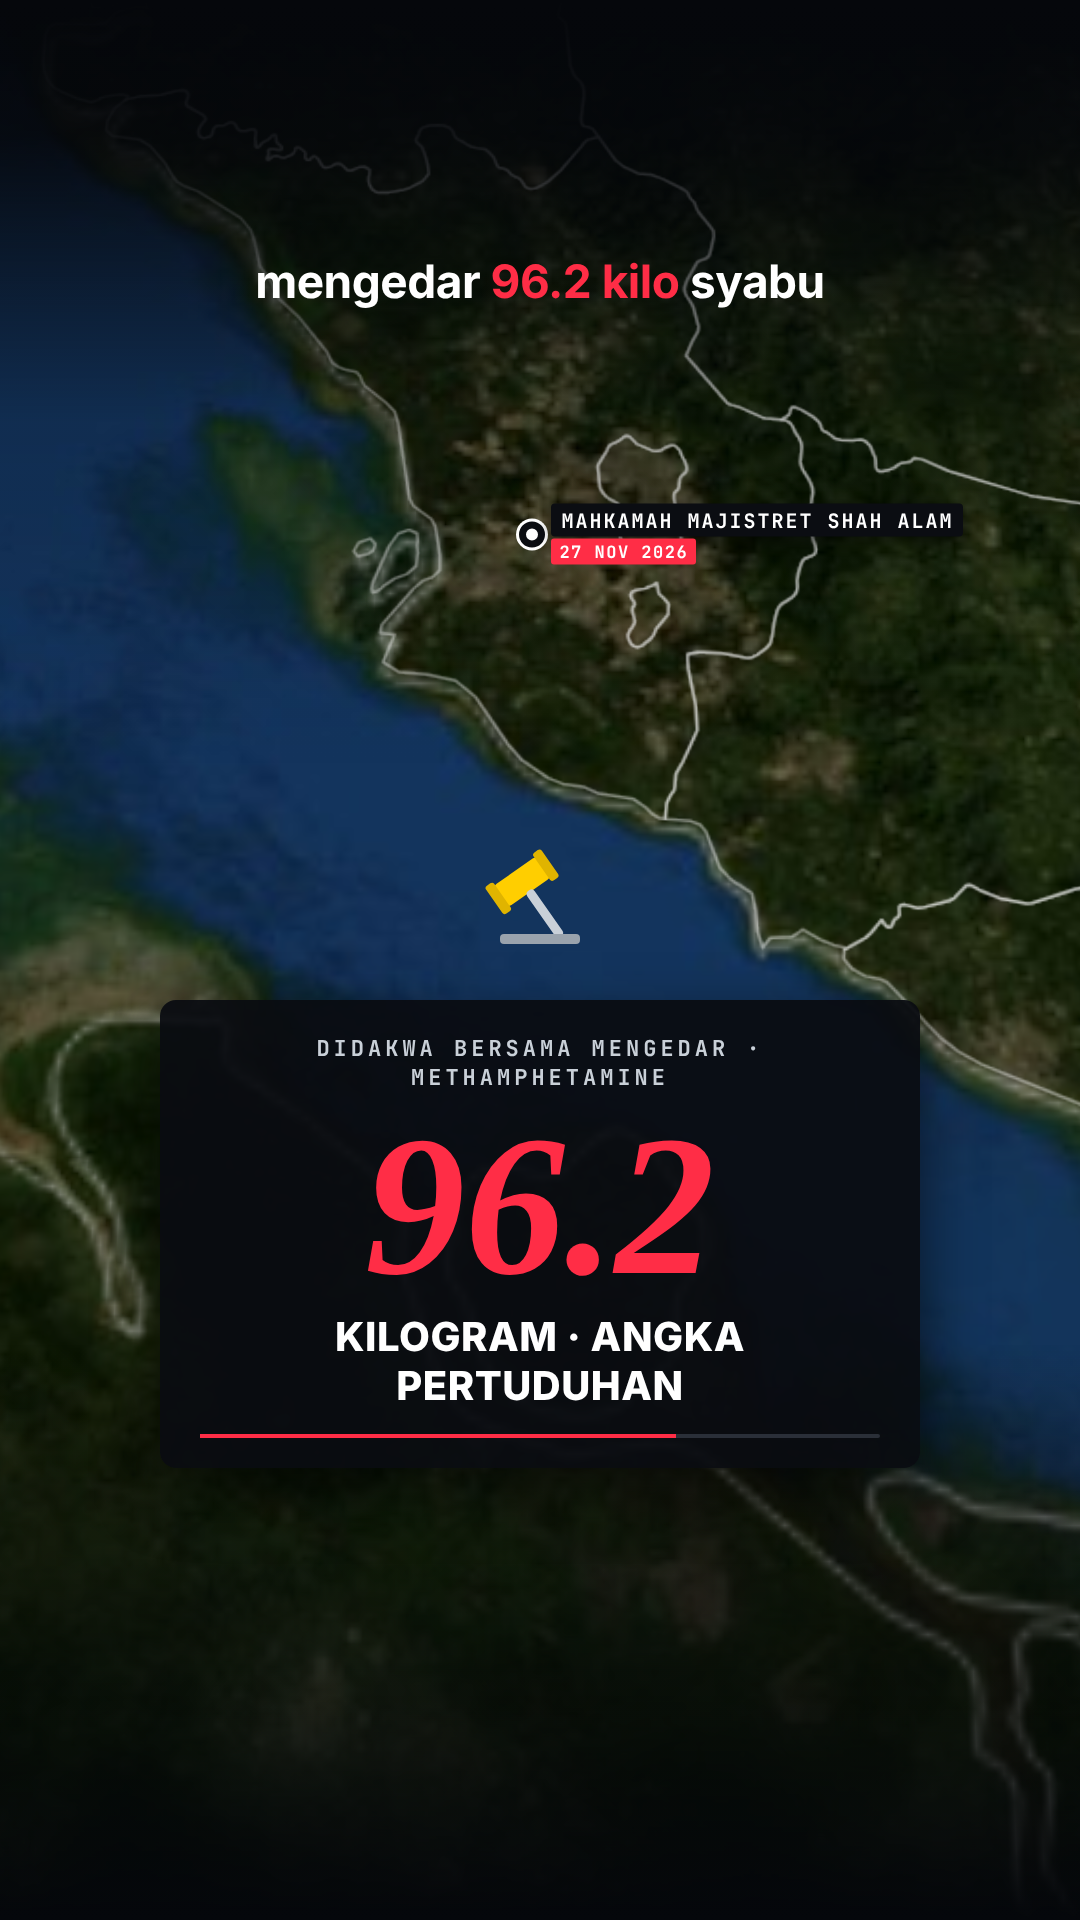 mengedar 96.2 kilo syabu
MAHKAMAH MAJISTRET SHAH ALAM
27 NOV 2026
DIDAKWA BERSAMA MENGEDAR ·
METHAMPHETAMINE
96.2
KILOGRAM · ANGKA
PERTUDUHAN